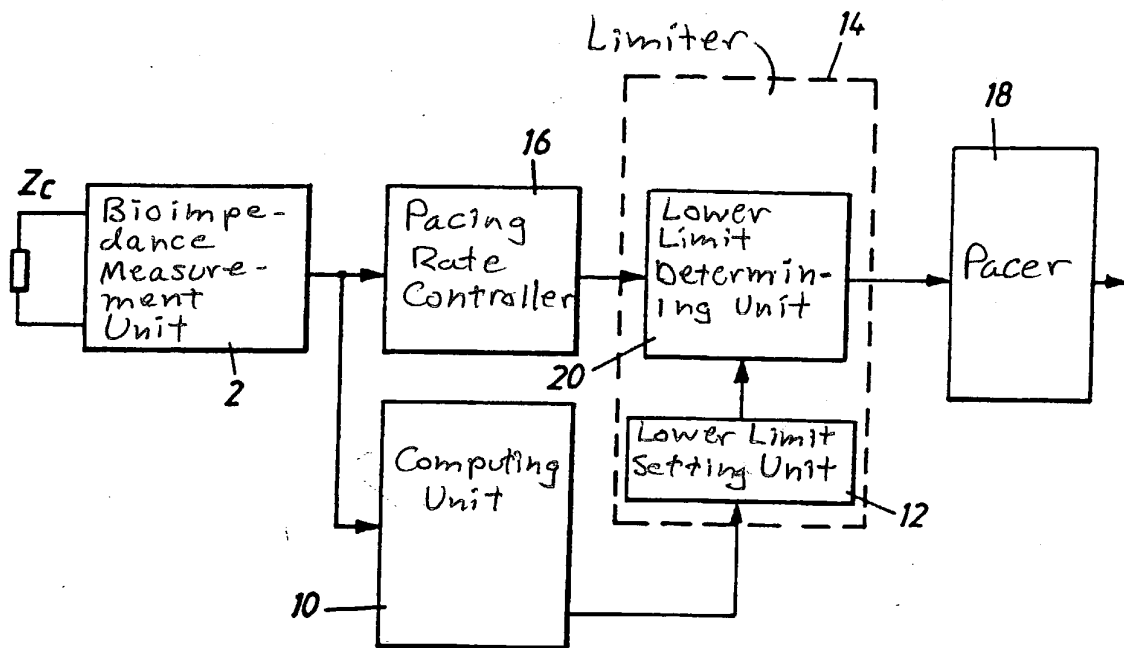 Limiter
14
18
16
Zc
Bioimpe-
dance
Measure-
ment
Unit
2
Pacing
Rate
Controller
Lower
Limit
Determin-
ing Unit
20
Pacer
Lower Limit
Setting Unit
12
Computing
Unit
10